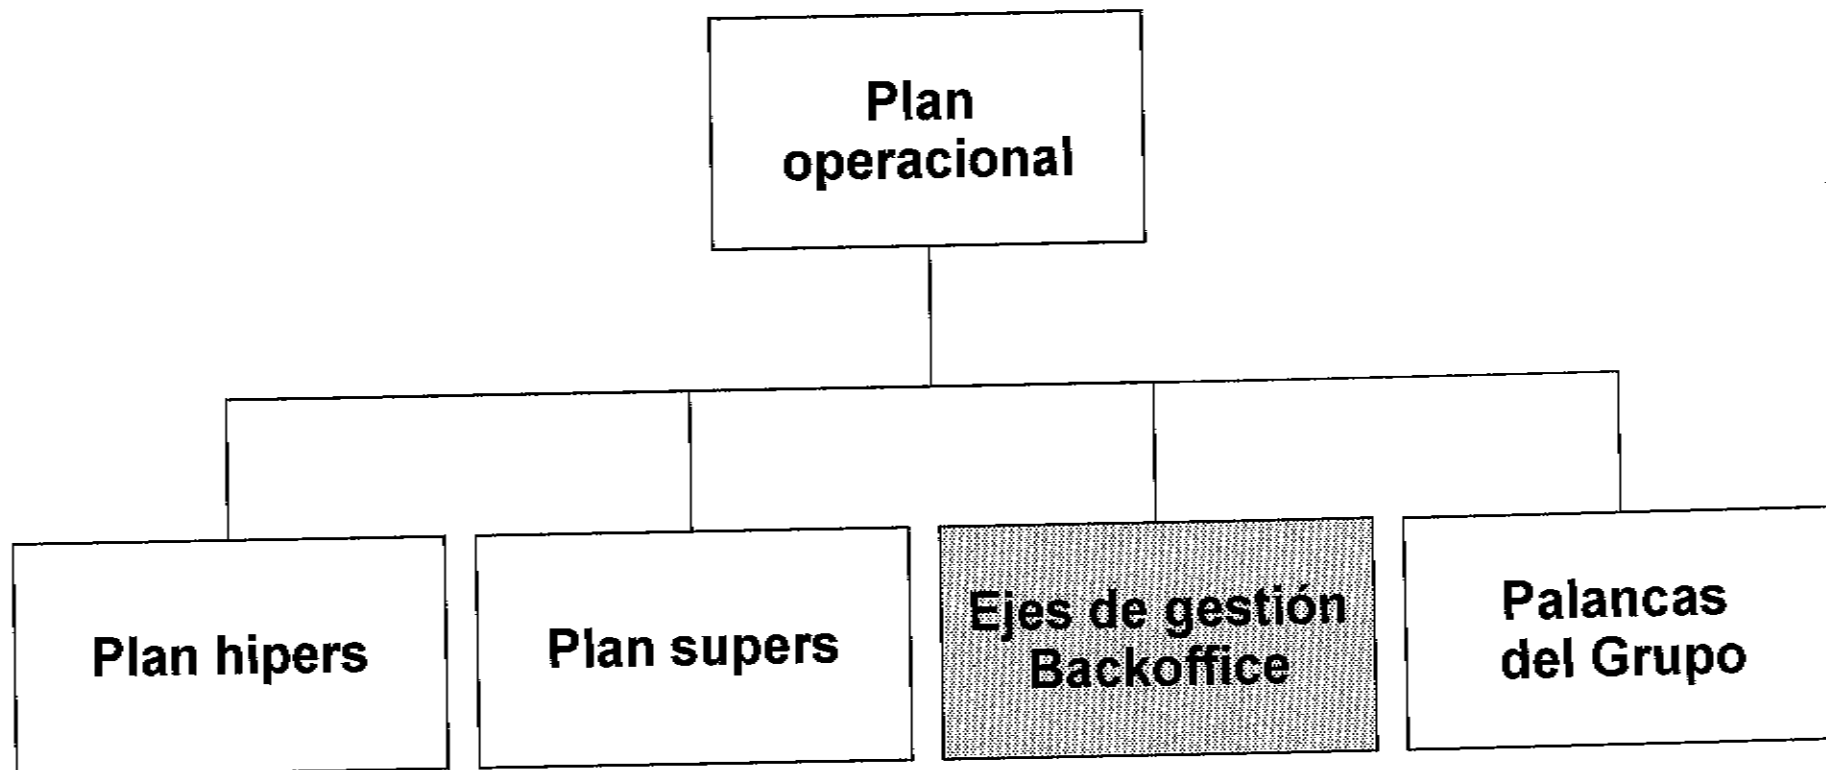 Plan
operacional
Plan hipers
Plan supers
Ejes de gestión
Backoffice
Palancas
del Grupo